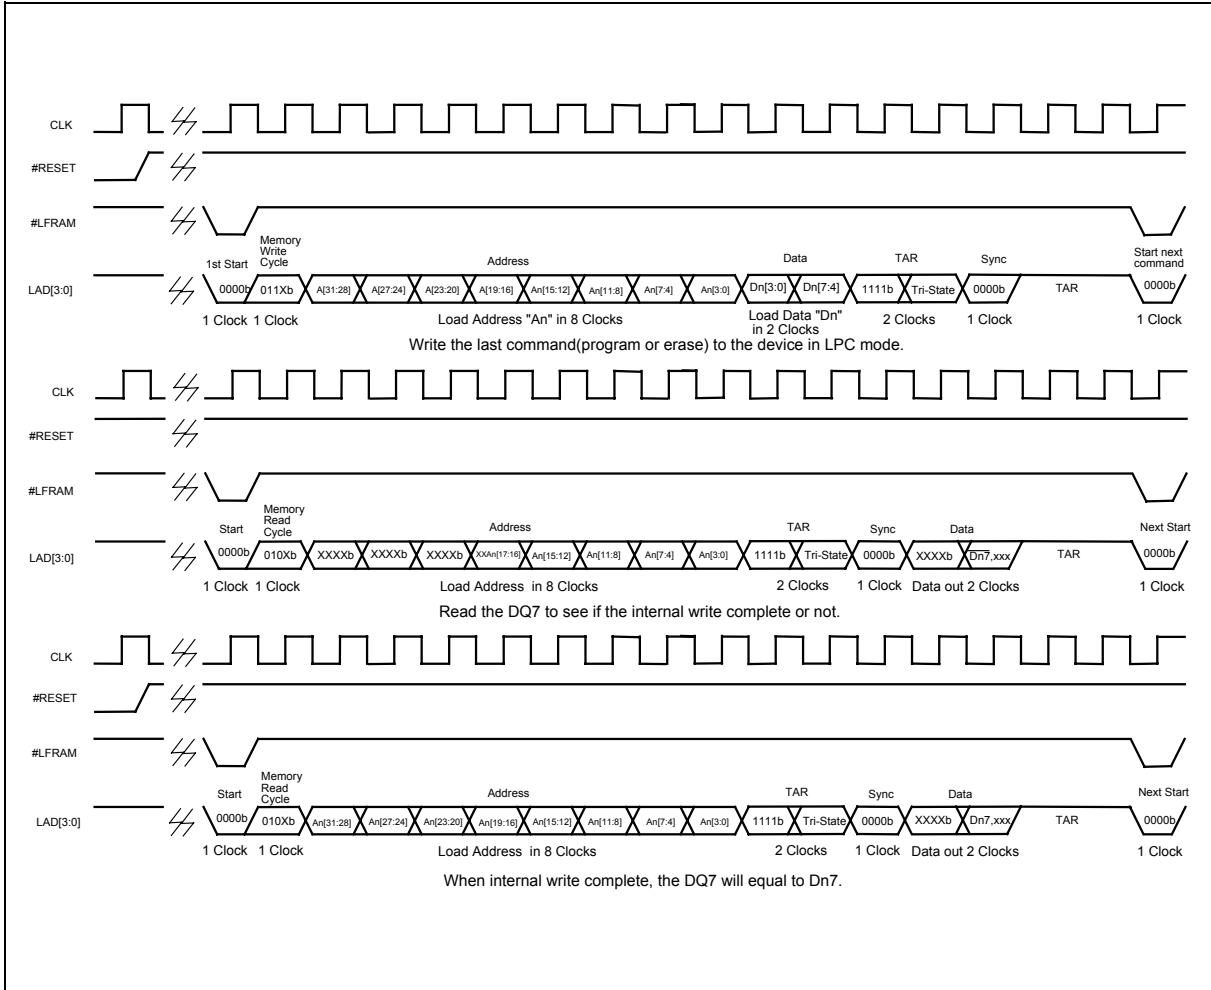 CLK
#RESET
#LFRAM
Memory
Write
Cycle
1st Start
Address
Data
TAR
Sync
Start next
command
LAD[3:0]
0000b
011Xb
A[31:28]
A[27:24]
A[23:20]
A[19:16]
An[15:12]
An[11:8]
An[7:4]
An[3:0]
Dn[3:0]
Dn[7:4]
1111b
Tri-State
0000b
TAR
0000b
1 Clock
1 Clock
Load Address "An" in 8 Clocks
Load Data "Dn"
in 2 Clocks
2 Clocks
1 Clock
1 Clock
Write the last command(program or erase) to the device in LPC mode.
CLK
#RESET
#LFRAM
Memory
Read
Cycle
Start
Address
TAR
Sync
Data
Next Start
LAD[3:0]
0000b
010Xb
XXXXb
XXXXb
XXXXb
XXAn[17:16]
An[15:12]
An[11:8]
An[7:4]
An[3:0]
1111b
Tri-State
0000b
XXXXb
Dn7,xxx
TAR
0000b
1 Clock
1 Clock
Load Address in 8 Clocks
2 Clocks
1 Clock
Data out 2 Clocks
1 Clock
Read the DQ7 to see if the internal write complete or not.
CLK
#RESET
#LFRAM
Memory
Read
Cycle
Start
Address
TAR
Sync
Data
Next Start
LAD[3:0]
0000b
010Xb
An[31:28]
An[27:24]
An[23:20]
An[19:16]
An[15:12]
An[11:8]
An[7:4]
An[3:0]
1111b
Tri-State
0000b
XXXXb
Dn7,xxx
TAR
0000b
1 Clock
1 Clock
Load Address in 8 Clocks
2 Clocks
1 Clock
Data out 2 Clocks
1 Clock
When internal write complete, the DQ7 will equal to Dn7.